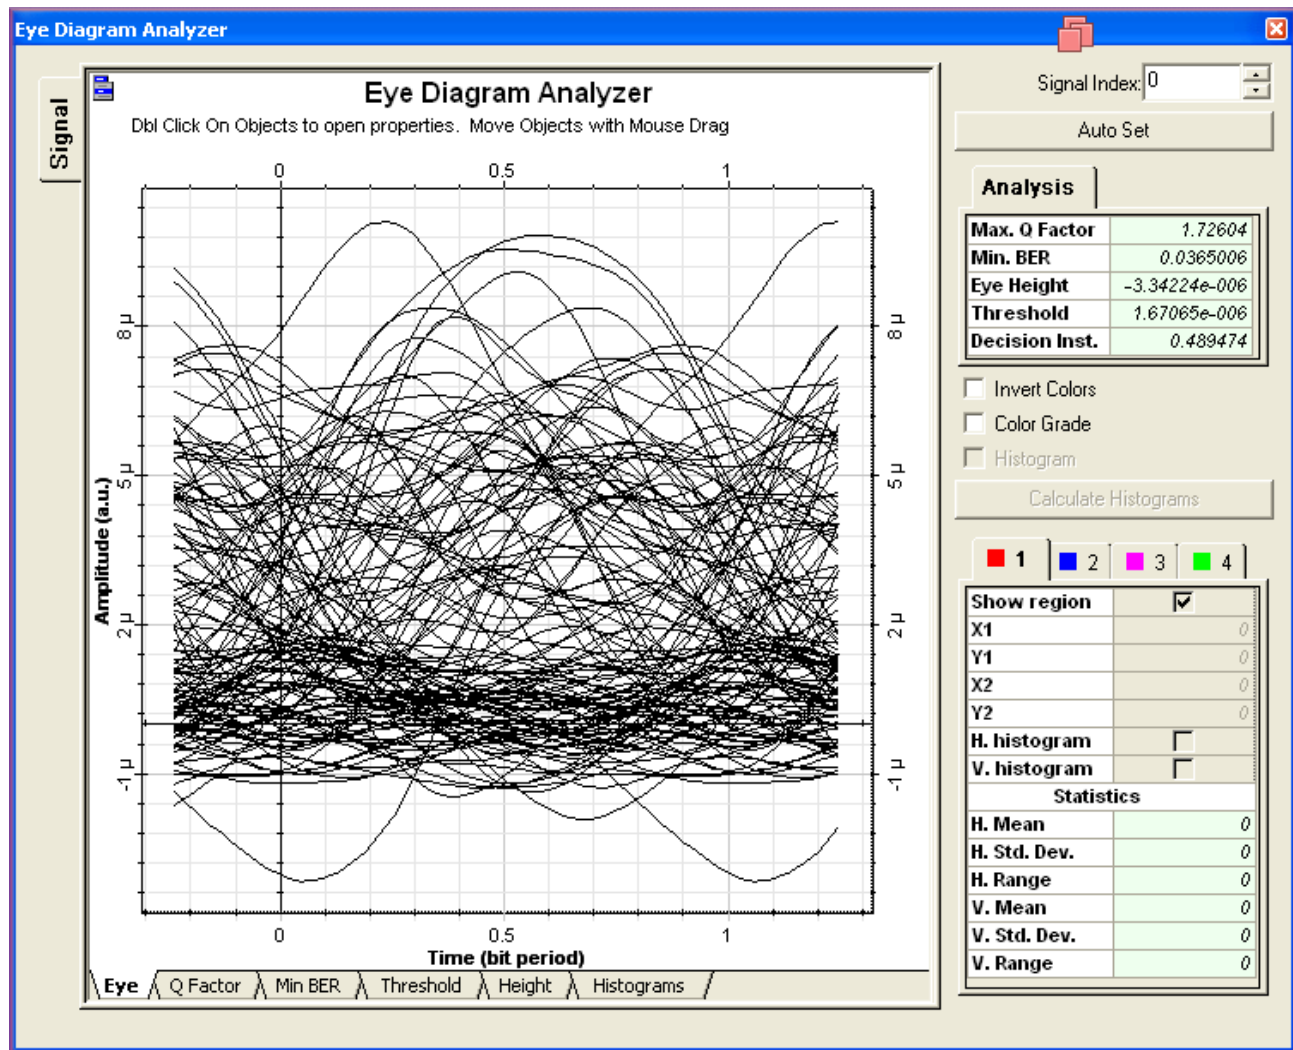 Eye Diagram Analyzer
Signal
Eye Diagram Analyzer
Dbl Click On Objects to open properties. Move Objects with Mouse Drag
0 0.5 1
8 µ 8 µ
5 µ 5 µ
2 µ 2 µ
-1 µ -1 µ
Amplitude (a.u.)
0 0.5 1
Time (bit period)
Eye Q Factor Min BER Threshold Height Histograms
Signal Index: 0
Auto Set
Analysis
Max. Q Factor 1.72604
Min. BER 0.0365006
Eye Height -3.34224e-006
Threshold 1.67065e-006
Decision Inst. 0.489474
Invert Colors
Color Grade
Histogram
Calculate Histograms
1 2 3 4
Show region
X1 0
Y1 0
X2 0
Y2 0
H. histogram
V. histogram
Statistics
H. Mean 0
H. Std. Dev. 0
H. Range 0
V. Mean 0
V. Std. Dev. 0
V. Range 0